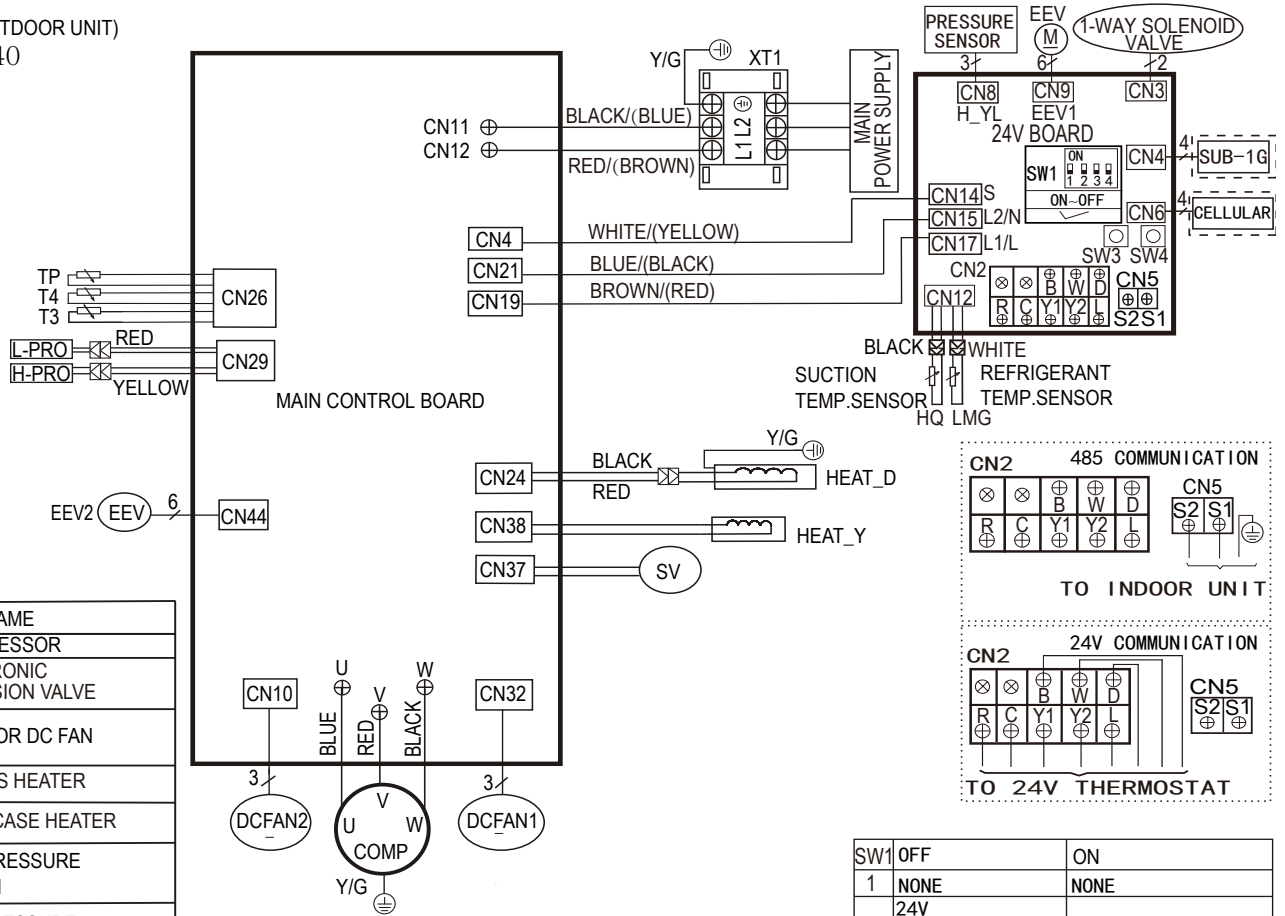 TDOOR UNIT)
40
PRESSURE
SENSOR
EEV
M
1-WAY SOLENOID
VALVE
3
6
2
CN8
H_YL
CN9
EEV1
CN3
24V BOARD
SW1
ON
1 2 3 4
ON~OFF
CN4
4
SUB-1G
CN6
4
CELLULAR
SW3 SW4
CN14 S
CN15 L2/N
CN17 L1/L
CN2
B W D
R C Y1 Y2 L
CN5
S2 S1
CN12
BLACK
WHITE
SUCTION
TEMP.SENSOR
REFRIGERANT
TEMP.SENSOR
HQ LMG
Y/G
XT1
L1 L2
MAIN
POWER SUPPLY
CN11
CN12
BLACK/(BLUE)
RED/(BROWN)
CN4
WHITE/(YELLOW)
CN21
BLUE/(BLACK)
CN19
BROWN/(RED)
TP
T4
T3
CN26
L-PRO
RED
H-PRO
YELLOW
CN29
MAIN CONTROL BOARD
EEV2
EEV
6
CN44
CN24
BLACK
RED
Y/G
HEAT_D
CN38
HEAT_Y
CN37
SV
CN10
3
DCFAN2
U
V
W
BLUE
RED
BLACK
U
V
W
COMP
Y/G
CN32
3
DCFAN1
CN2
485 COMMUNICATION
B W D
R C Y1 Y2 L
CN5
S2 S1
TO INDOOR UNIT
CN2
24V COMMUNICATION
B W D
R C Y1 Y2 L
CN5
S2 S1
TO 24V THERMOSTAT
AME
ESSOR
RONIC
SION VALVE
OR DC FAN
S HEATER
CASE HEATER
RESSURE
SW1 OFF ON
1 NONE NONE
24V